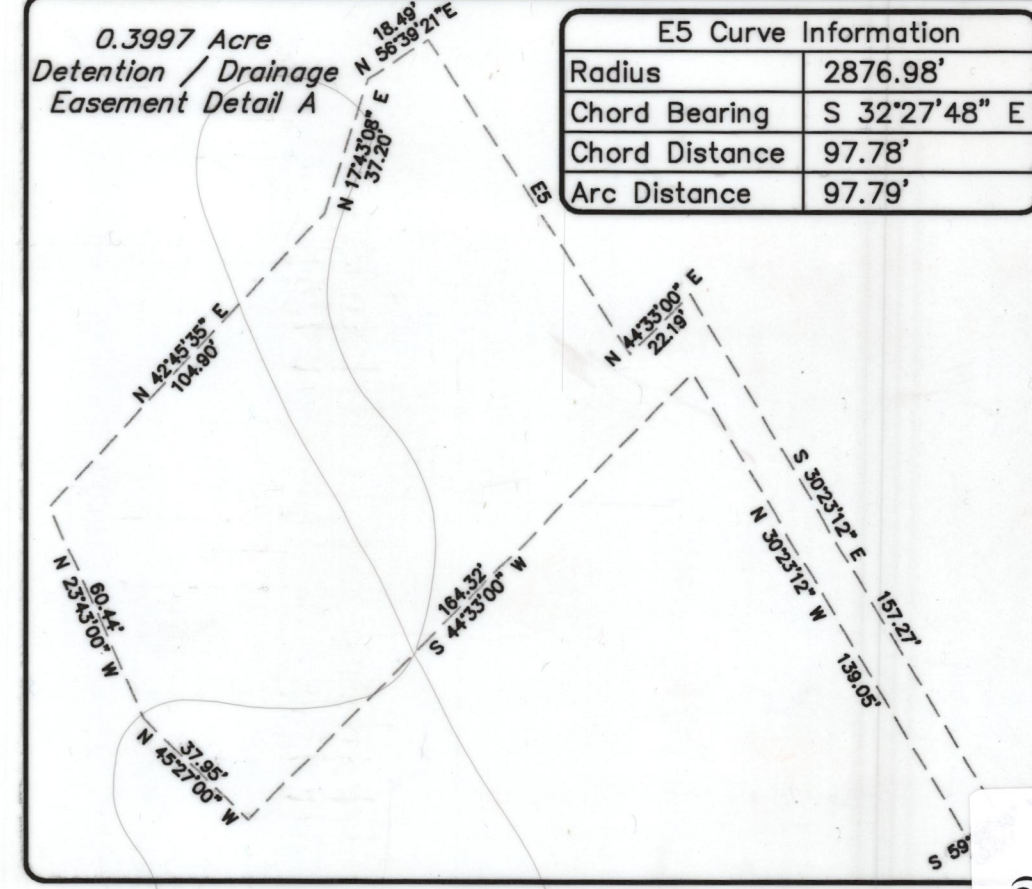 0.3997 Acre
Detention / Drainage
Easement Detail A
18.49'
N 56°39'21" E
N 17°43'08" E
37.20'
E5
E5 Curve Information
Radius 2876.98'
Chord Bearing S 32°27'48" E
Chord Distance 97.78'
Arc Distance 97.79'
N 44°33'00" E
22.19'
N 42°45'35" E
104.90'
S 30°23'12" E
157.27'
N 30°23'12" W
139.05'
164.32'
S 44°33'00" W
60.44'
N 23°43'00" W
37.95'
N 45°27'00" W
S 59°